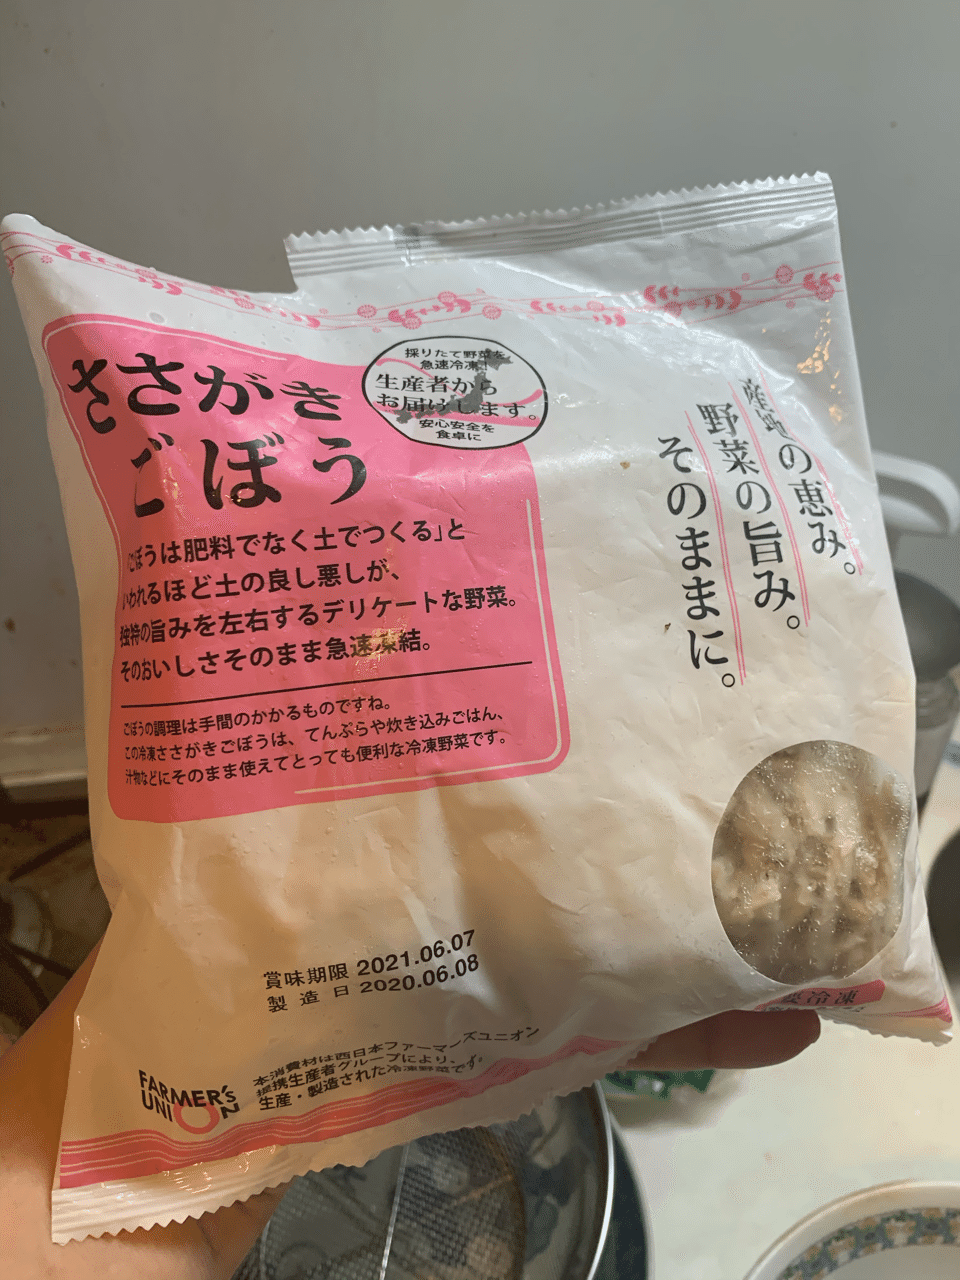 ささがき
ごぼう
採りたて野菜を
急速冷凍！
生産者から
お届けします。
安心安全を
食卓に
産地の恵み。
野菜の旨み。
そのままに。
「ごぼうは肥料でなく土でつくる」と
いわれるほど土の良し悪しが、
独特の旨みを左右するデリケートな野菜。
そのおいしさそのまま急速凍結。
ごぼうの調理は手間のかかるものですね。
この冷凍ささがきごぼうは、てんぷらや炊き込みごはん、
汁物などにそのまま使えてとっても便利な冷凍野菜です。
賞味期限 2021.06.07
製造日 2020.06.08
要冷凍
FARMER's
UNION
本消費材は西日本ファーマーズユニオン
提携生産者グループにより、
生産・製造された冷凍野菜です。